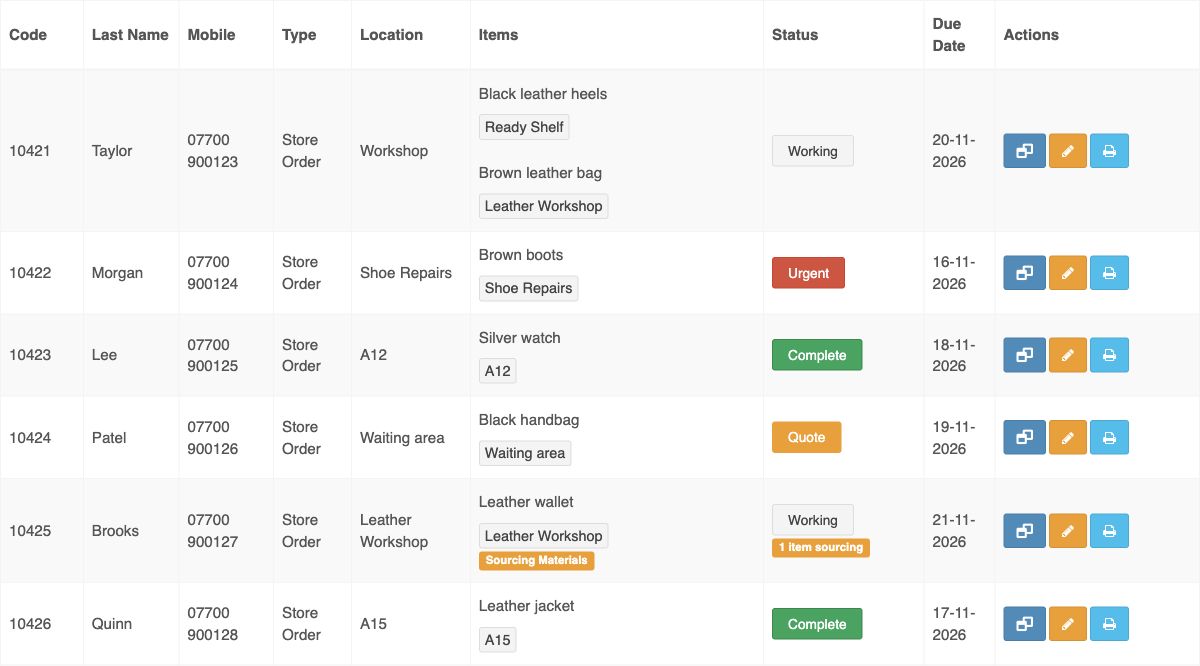 Code Last Name Mobile Type Location Items Status Due Date Actions
10421 Taylor 07700 900123 Store Order Workshop Black leather heels Ready Shelf Brown leather bag Leather Workshop Working 20-11-2026
10422 Morgan 07700 900124 Store Order Shoe Repairs Brown boots Shoe Repairs Urgent 16-11-2026
10423 Lee 07700 900125 Store Order A12 Silver watch A12 Complete 18-11-2026
10424 Patel 07700 900126 Store Order Waiting area Black handbag Waiting area Quote 19-11-2026
10425 Brooks 07700 900127 Store Order Leather Workshop Leather wallet Leather Workshop Sourcing Materials Working 1 item sourcing 21-11-2026
10426 Quinn 07700 900128 Store Order A15 Leather jacket A15 Complete 17-11-2026